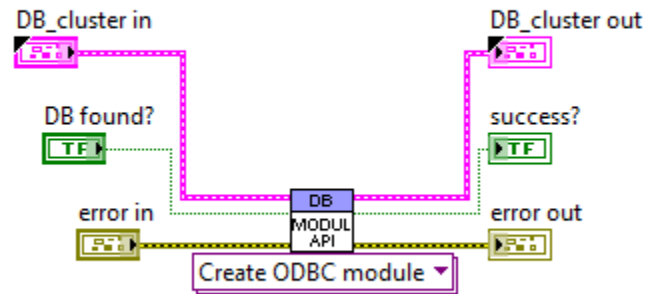 DB_cluster in
DB_cluster out
DB found?
TF
success?
TF
error in
DB
MODUL
API
error out
Create ODBC module